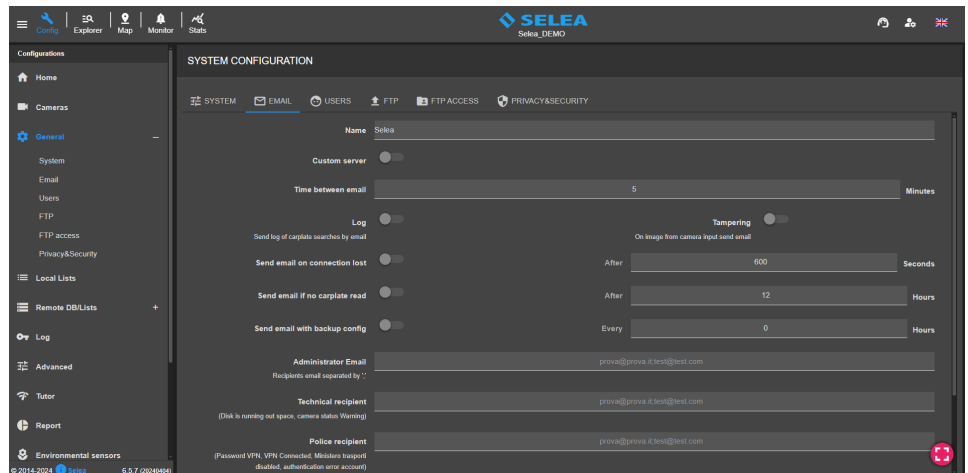 Config
Explorer
Map
Monitor
Stats
SELEA
Selea_DEMO
Configurations
Home
Cameras
General
System
Email
Users
FTP
FTP access
Privacy&Security
Local Lists
Remote DB/Lists
Log
Advanced
Tutor
Report
Environmental sensors
© 2014-2024 Selea 6.5.7 (20240404)
SYSTEM CONFIGURATION
SYSTEM EMAIL USERS FTP FTP ACCESS PRIVACY&SECURITY
Name Selea
Custom server
Time between email 5 Minutes
Log Tampering
Send log of carplate searches by email On image from camera input send email
Send email on connection lost After 600 Seconds
Send email if no carplate read After 12 Hours
Send email with backup config Every 0 Hours
Administrator Email prova@prova.it;test@test.com
Recipients email separated by ';'
Technical recipient prova@prova.it;test@test.com
(Disk is running out space, camera status Warning)
Police recipient prova@prova.it;test@test.com
(Password VPN, VPN Connected, Ministero trasporti
disabled, authentication error account)